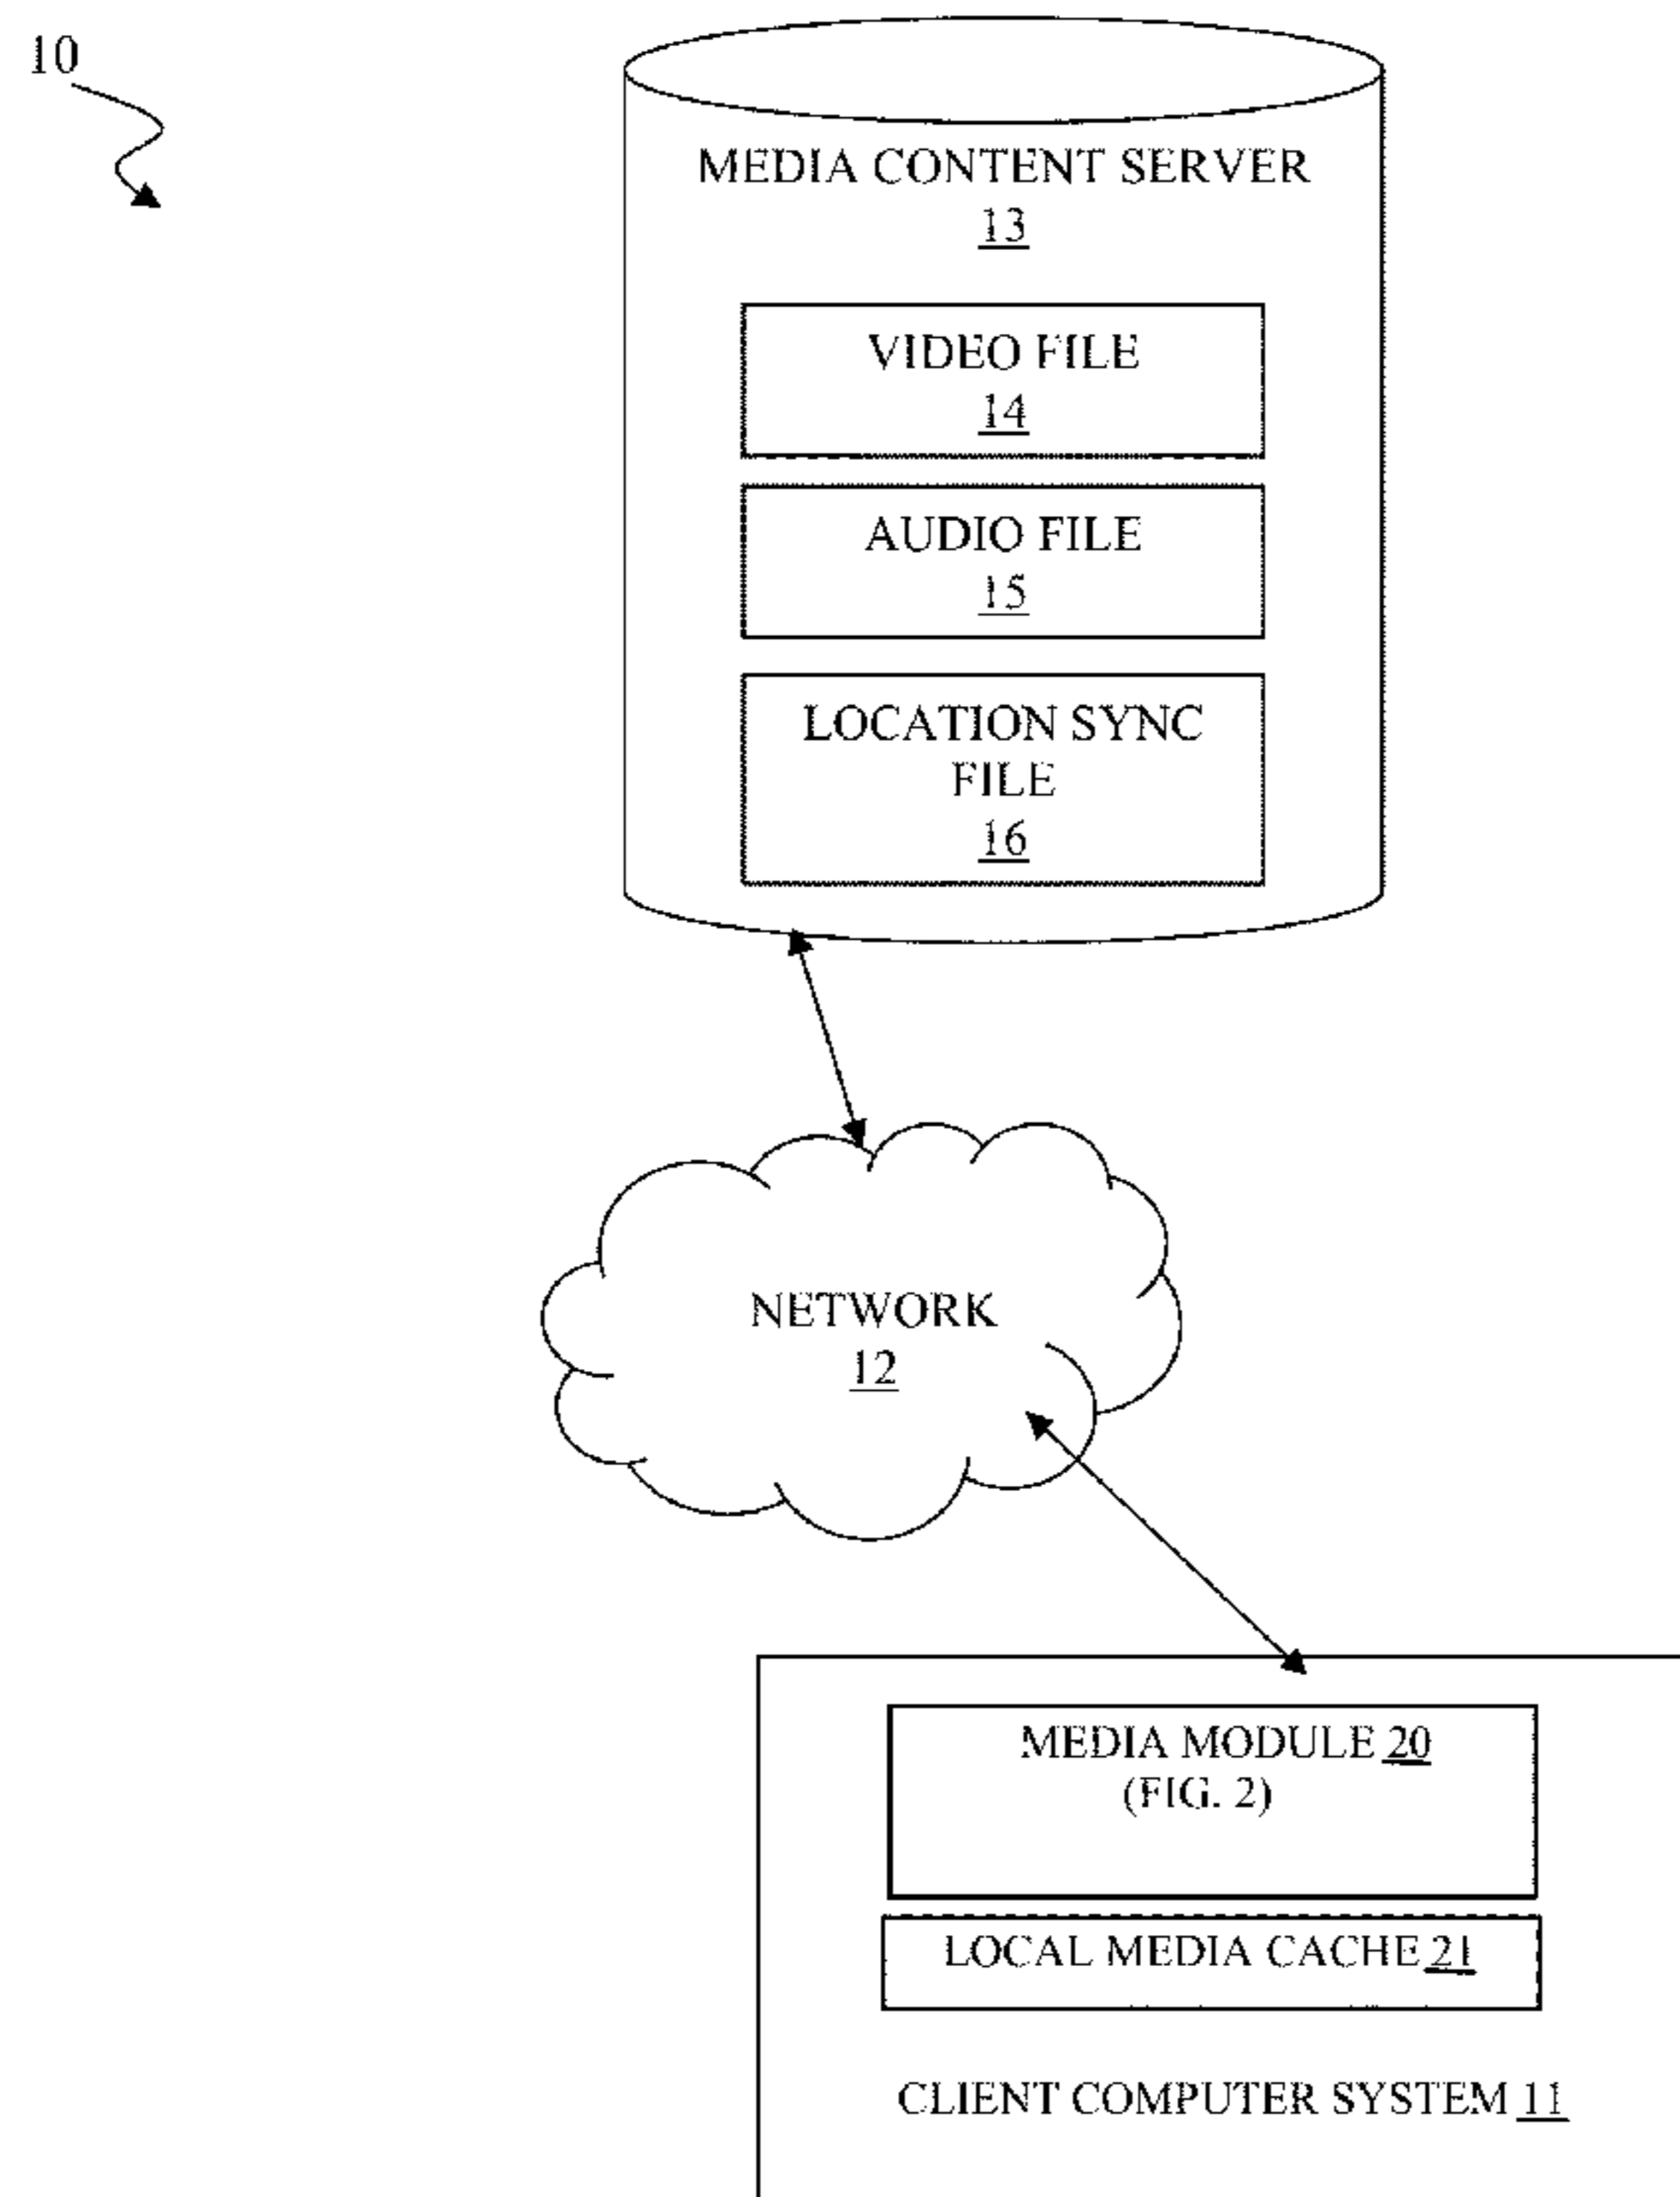 10
MEDIA CONTENT SERVER
13
VIDEO FILE
14
AUDIO FILE
15
LOCATION SYNC
FILE
16
NETWORK
12
MEDIA MODULE 20
(FIG. 2)
LOCAL MEDIA CACHE 21
CLIENT COMPUTER SYSTEM 11